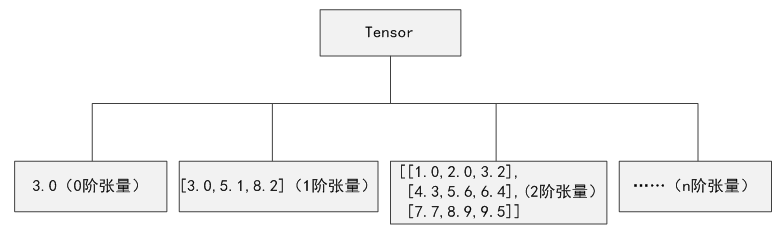 Tensor
3.0（0阶张量）
[3.0,5.1,8.2]（1阶张量）
[[1.0,2.0,3.2],
[4.3,5.6,6.4],（2阶张量）
[7.7,8.9,9.5]]
……（n阶张量）